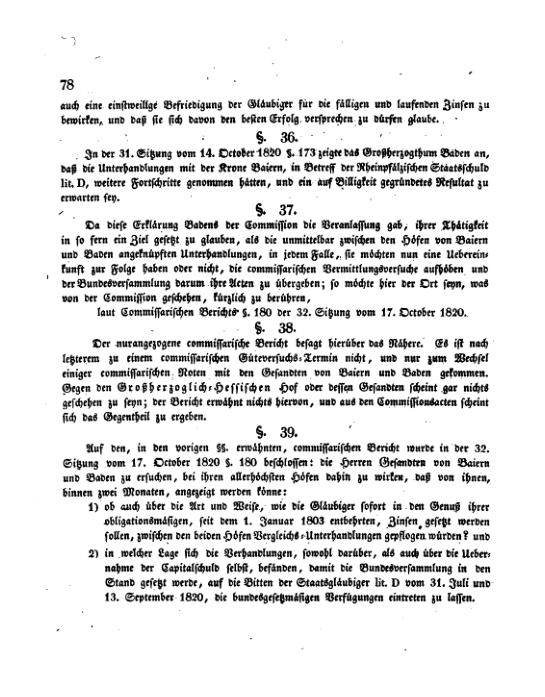 78
auch eine einstweilige Befriedigung der Gläubiger für die fälligen und laufenden Zinsen zu
bewirken, und daß sie sich davon den besten Erfolg versprechen zu dürfen glaube.
§. 36.
In der 31. Sitzung vom 14. October 1820 §. 173 zeigte das Großherzogthum Baden an,
daß die Unterhandlungen mit der Krone Baiern, in Betreff der Rheinpfälzischen Staatsschuld
lit. D, weitere Fortschritte genommen hätten, und ein auf Billigkeit gegründetes Resultat zu
erwarten sey.
§. 37.
Da diese Erklärung Badens der Commission die Veranlassung gab, ihrer Thätigkeit
in so fern ein Ziel gesetzt zu glauben, als die unmittelbar zwischen den Höfen von Baiern
und Baden angeknüpften Unterhandlungen, in jedem Falle, sie möchten nun eine Ueberein-
kunft zur Folge haben oder nicht, die commissarischen Vermittlungsversuche aufhöben und
der Bundesversammlung darum ihre Acten zu übergeben; so möchte hier der Ort seyn, was
von der Commission geschehen, kürzlich zu berühren,
laut Commissarischen Berichts §. 180 der 32. Sitzung vom 17. October 1820.
§. 38.
Der nurangezogene commissarische Bericht besagt hierüber das Nähere. Es ist nach
letzterem zu einem commissarischen Güteversuchs-Termin nicht, und nur zum Wechsel
einiger commissarischen Noten mit den Gesandten von Baiern und Baden gekommen.
Gegen den Großherzoglich-Hessischen Hof oder dessen Gesandten scheint gar nichts
geschehen zu seyn; der Bericht erwähnt nichts hiervon, und aus den Commissionsacten scheint
sich das Gegentheil zu ergeben.
§. 39.
Auf den, in den vorigen §§. erwähnten, commissarischen Bericht wurde in der 32.
Sitzung vom 17. October 1820 §. 180 beschlossen: die Herren Gesandten von Baiern
und Baden zu ersuchen, bei ihren allerhöchsten Höfen dahin zu wirken, daß von ihnen,
binnen zwei Monaten, angezeigt werden könne:
1) ob auch über die Art und Weise, wie die Gläubiger sofort in den Genuß ihrer
obligationsmäsigen, seit dem 1. Januar 1803 entbehrten, Zinsen gesetzt werden
sollen, zwischen den beiden Höfen Vergleichs-Unterhandlungen gepflogen würden? und
2) in welcher Lage sich die Verhandlungen, sowohl darüber, als auch über die Ueber-
nahme der Capitalschuld selbst, befänden, damit die Bundesversammlung in den
Stand gesetzt werde, auf die Bitten der Staatsgläubiger lit. D vom 31. Juli und
13. September 1820, die bundesgesetzmäsigen Verfügungen eintreten zu lassen.